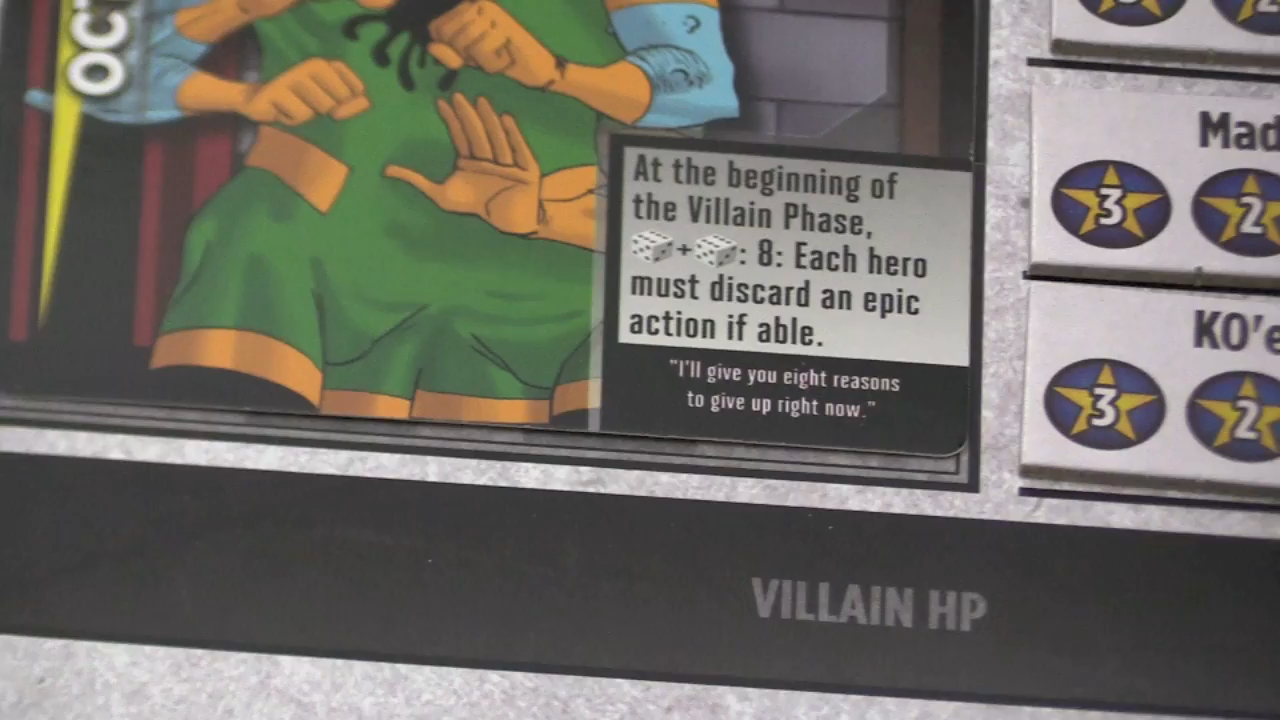 OCT
At the beginning of
the Villain Phase,
+ : 8: Each hero
must discard an epic
action if able.
"I'll give you eight reasons
to give up right now."
Mad
3 2
KO'e
3 2
VILLAIN HP